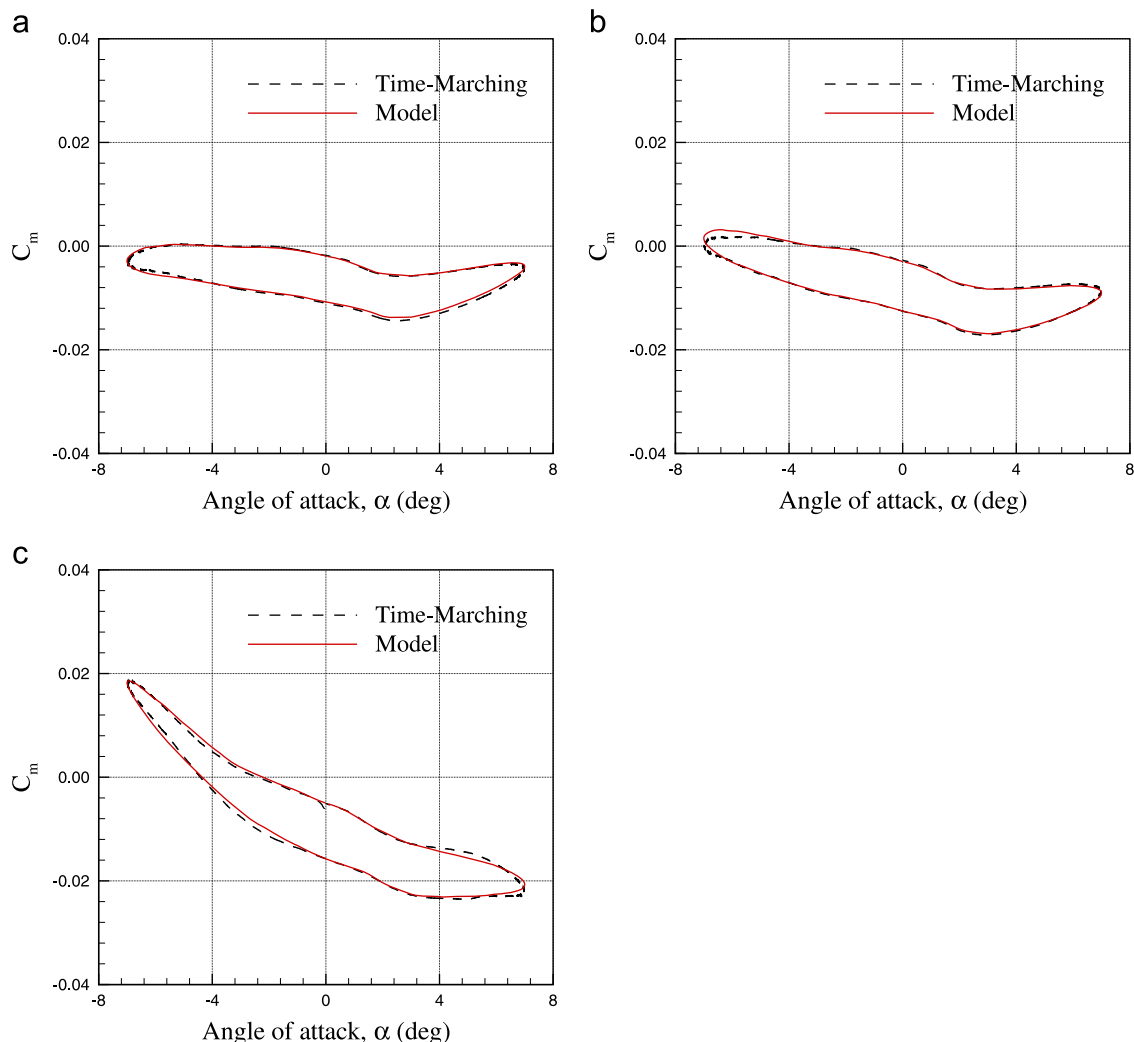 a
0.04
0.02
0.00
-0.02
-0.04
C_m
-8
-4
0
4
8
Angle of attack, α (deg)
Time-Marching
Model
b
0.04
0.02
0.00
-0.02
-0.04
C_m
-8
-4
0
4
8
Angle of attack, α (deg)
Time-Marching
Model
c
0.04
0.02
0.00
-0.02
-0.04
C_m
-8
-4
0
4
8
Angle of attack, α (deg)
Time-Marching
Model